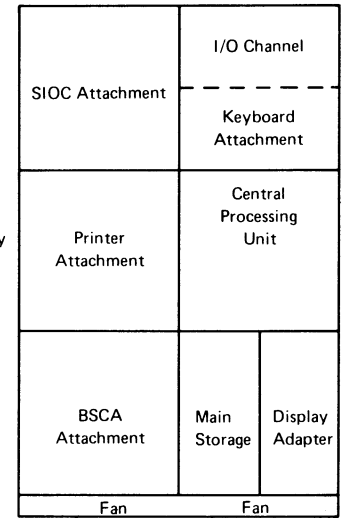 I/O Channel
SIOC Attachment
Keyboard
Attachment
Central
Processing
Unit
y
Printer
Attachment
BSCA
Attachment
Main
Storage
Display
Adapter
Fan
Fan